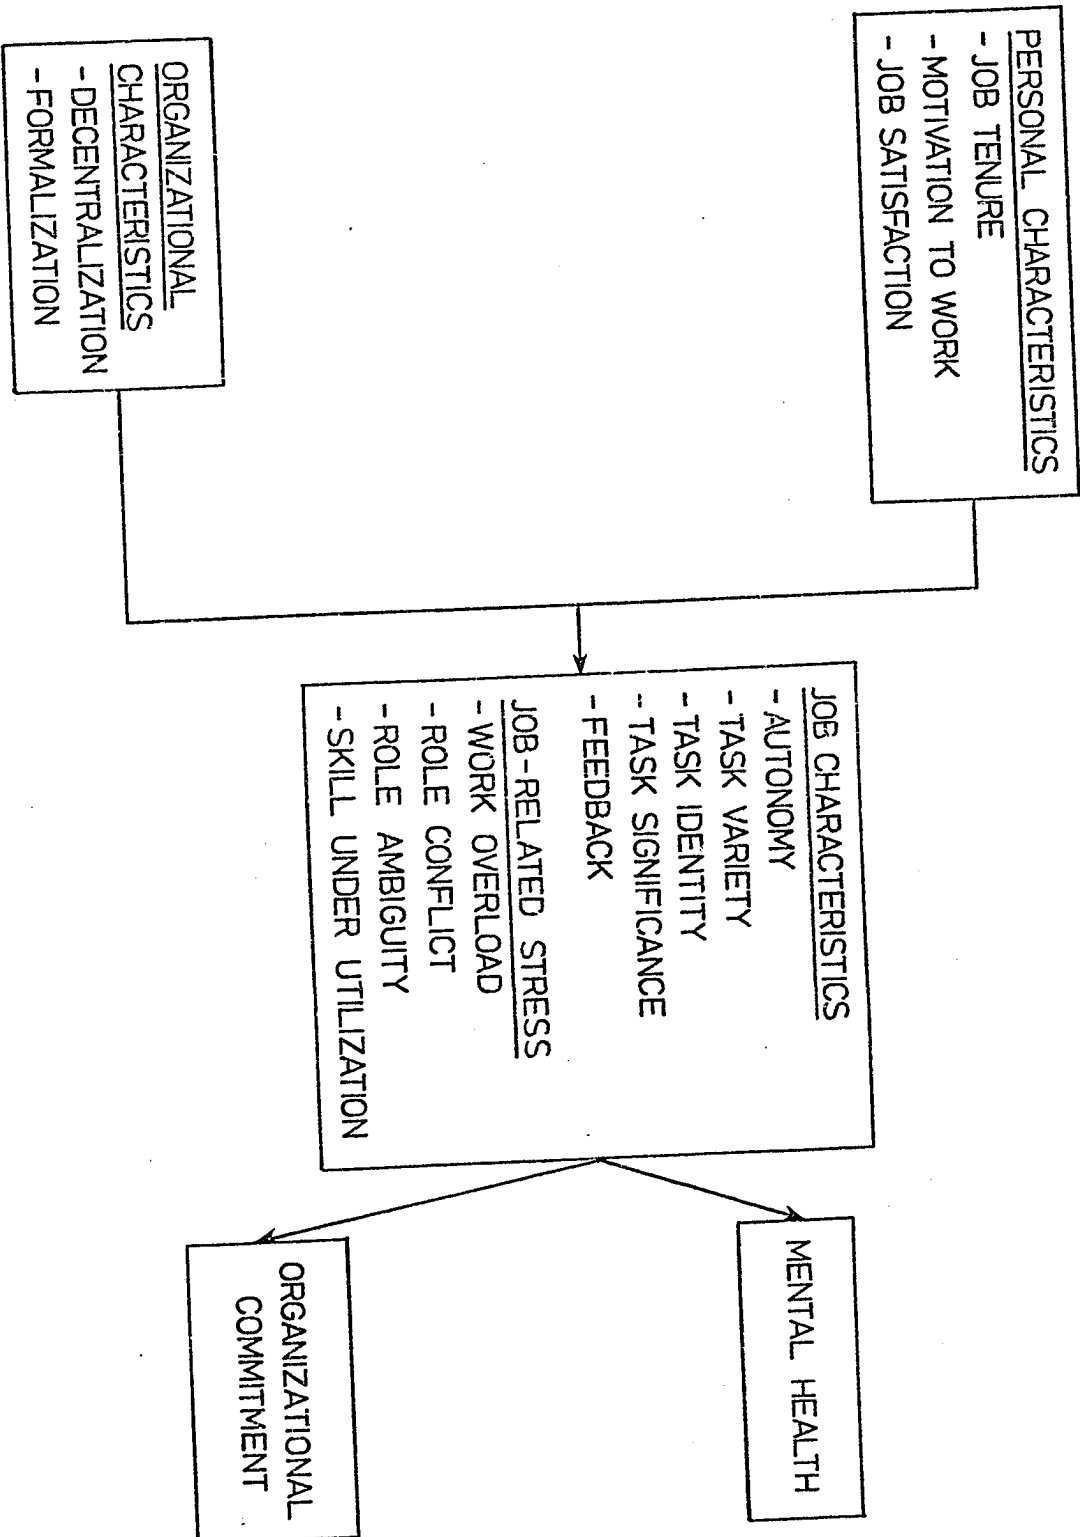 PERSONAL CHARACTERISTICS
- JOB TENURE
- MOTIVATION TO WORK
- JOB SATISFACTION
ORGANIZATIONAL
CHARACTERISTICS
- DECENTRALIZATION
- FORMALIZATION
JOB CHARACTERISTICS
- AUTONOMY
- TASK VARIETY
- TASK IDENTITY
- TASK SIGNIFICANCE
- FEEDBACK
JOB-RELATED STRESS
- WORK OVERLOAD
- ROLE CONFLICT
- ROLE AMBIGUITY
- SKILL UNDER UTILIZATION
MENTAL HEALTH
ORGANIZATIONAL
COMMITMENT